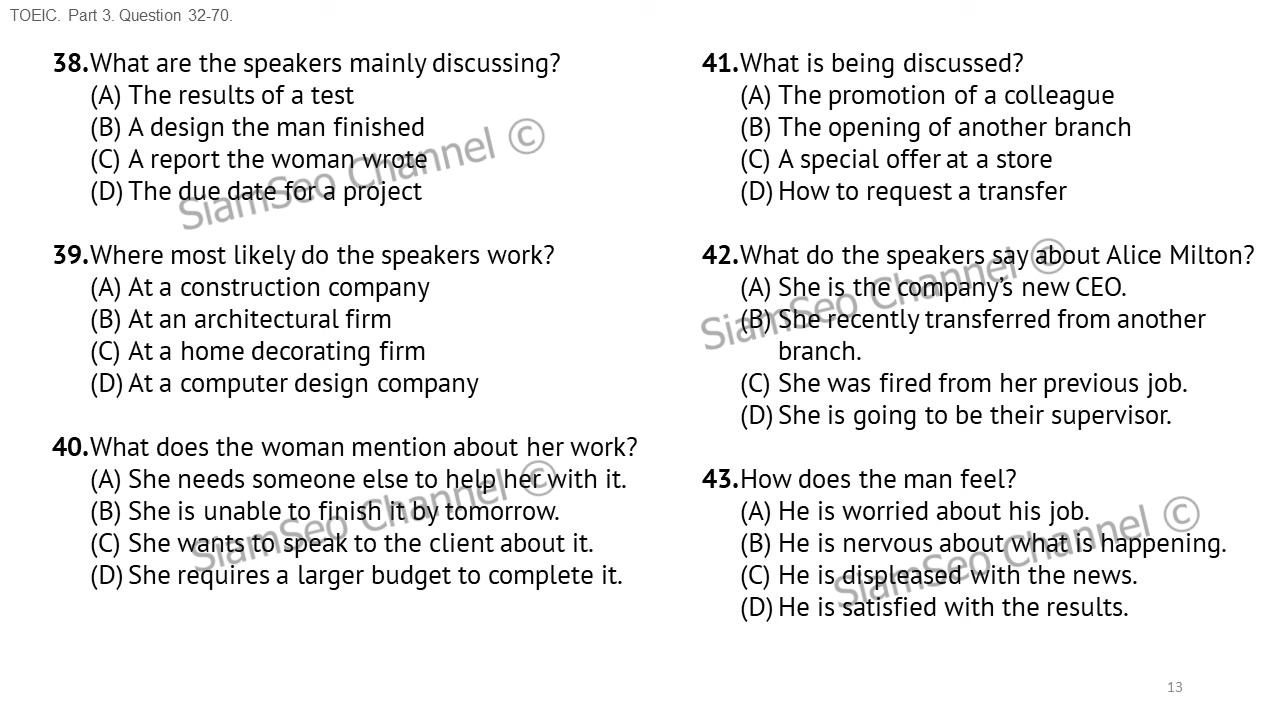 TOEIC. Part 3. Question 32-70.
38.What are the speakers mainly discussing?
(A) The results of a test
(B) A design the man finished
(C) A report the woman wrote
(D) The due date for a project
39.Where most likely do the speakers work?
(A) At a construction company
(B) At an architectural firm
(C) At a home decorating firm
(D) At a computer design company
40.What does the woman mention about her work?
(A) She needs someone else to help her with it.
(B) She is unable to finish it by tomorrow.
(C) She wants to speak to the client about it.
(D) She requires a larger budget to complete it.
SiamSeo Channel ©
SiamSeo Channel ©
41.What is being discussed?
(A) The promotion of a colleague
(B) The opening of another branch
(C) A special offer at a store
(D) How to request a transfer
42.What do the speakers say about Alice Milton?
(A) She is the company's new CEO.
(B) She recently transferred from another
branch.
(C) She was fired from her previous job.
(D) She is going to be their supervisor.
43.How does the man feel?
(A) He is worried about his job.
(B) He is nervous about what is happening.
(C) He is displeased with the news.
(D) He is satisfied with the results.
SiamSeo Channel ©
SiamSeo Channel ©
13